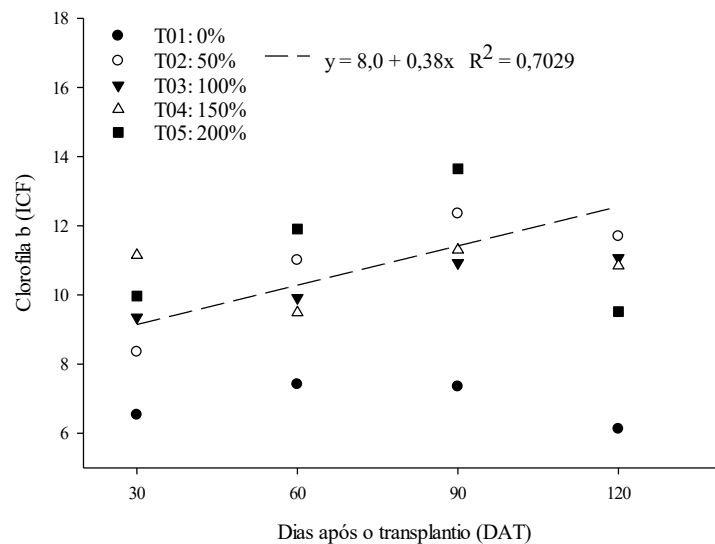 18
16
14
12
10
8
6
Clorofila b (ICF)
T01: 0%
T02: 50%
T03: 100%
T04: 150%
T05: 200%
y = 8,0 + 0,38x R² = 0,7029
30 60 90 120
Dias após o transplantio (DAT)